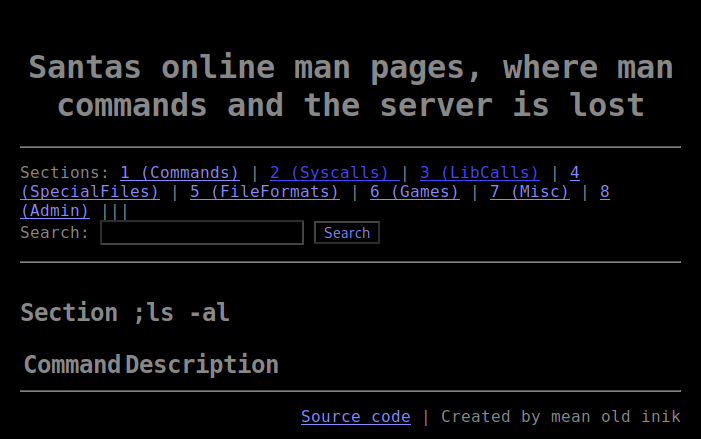 Santas online man pages, where man
commands and the server is lost
Sections: 1 (Commands) | 2 (Syscalls) | 3 (LibCalls) | 4
(SpecialFiles) | 5 (FileFormats) | 6 (Games) | 7 (Misc) | 8
(Admin) |||
Search: Search
Section ;ls -al
Command Description
Source code | Created by mean old inik